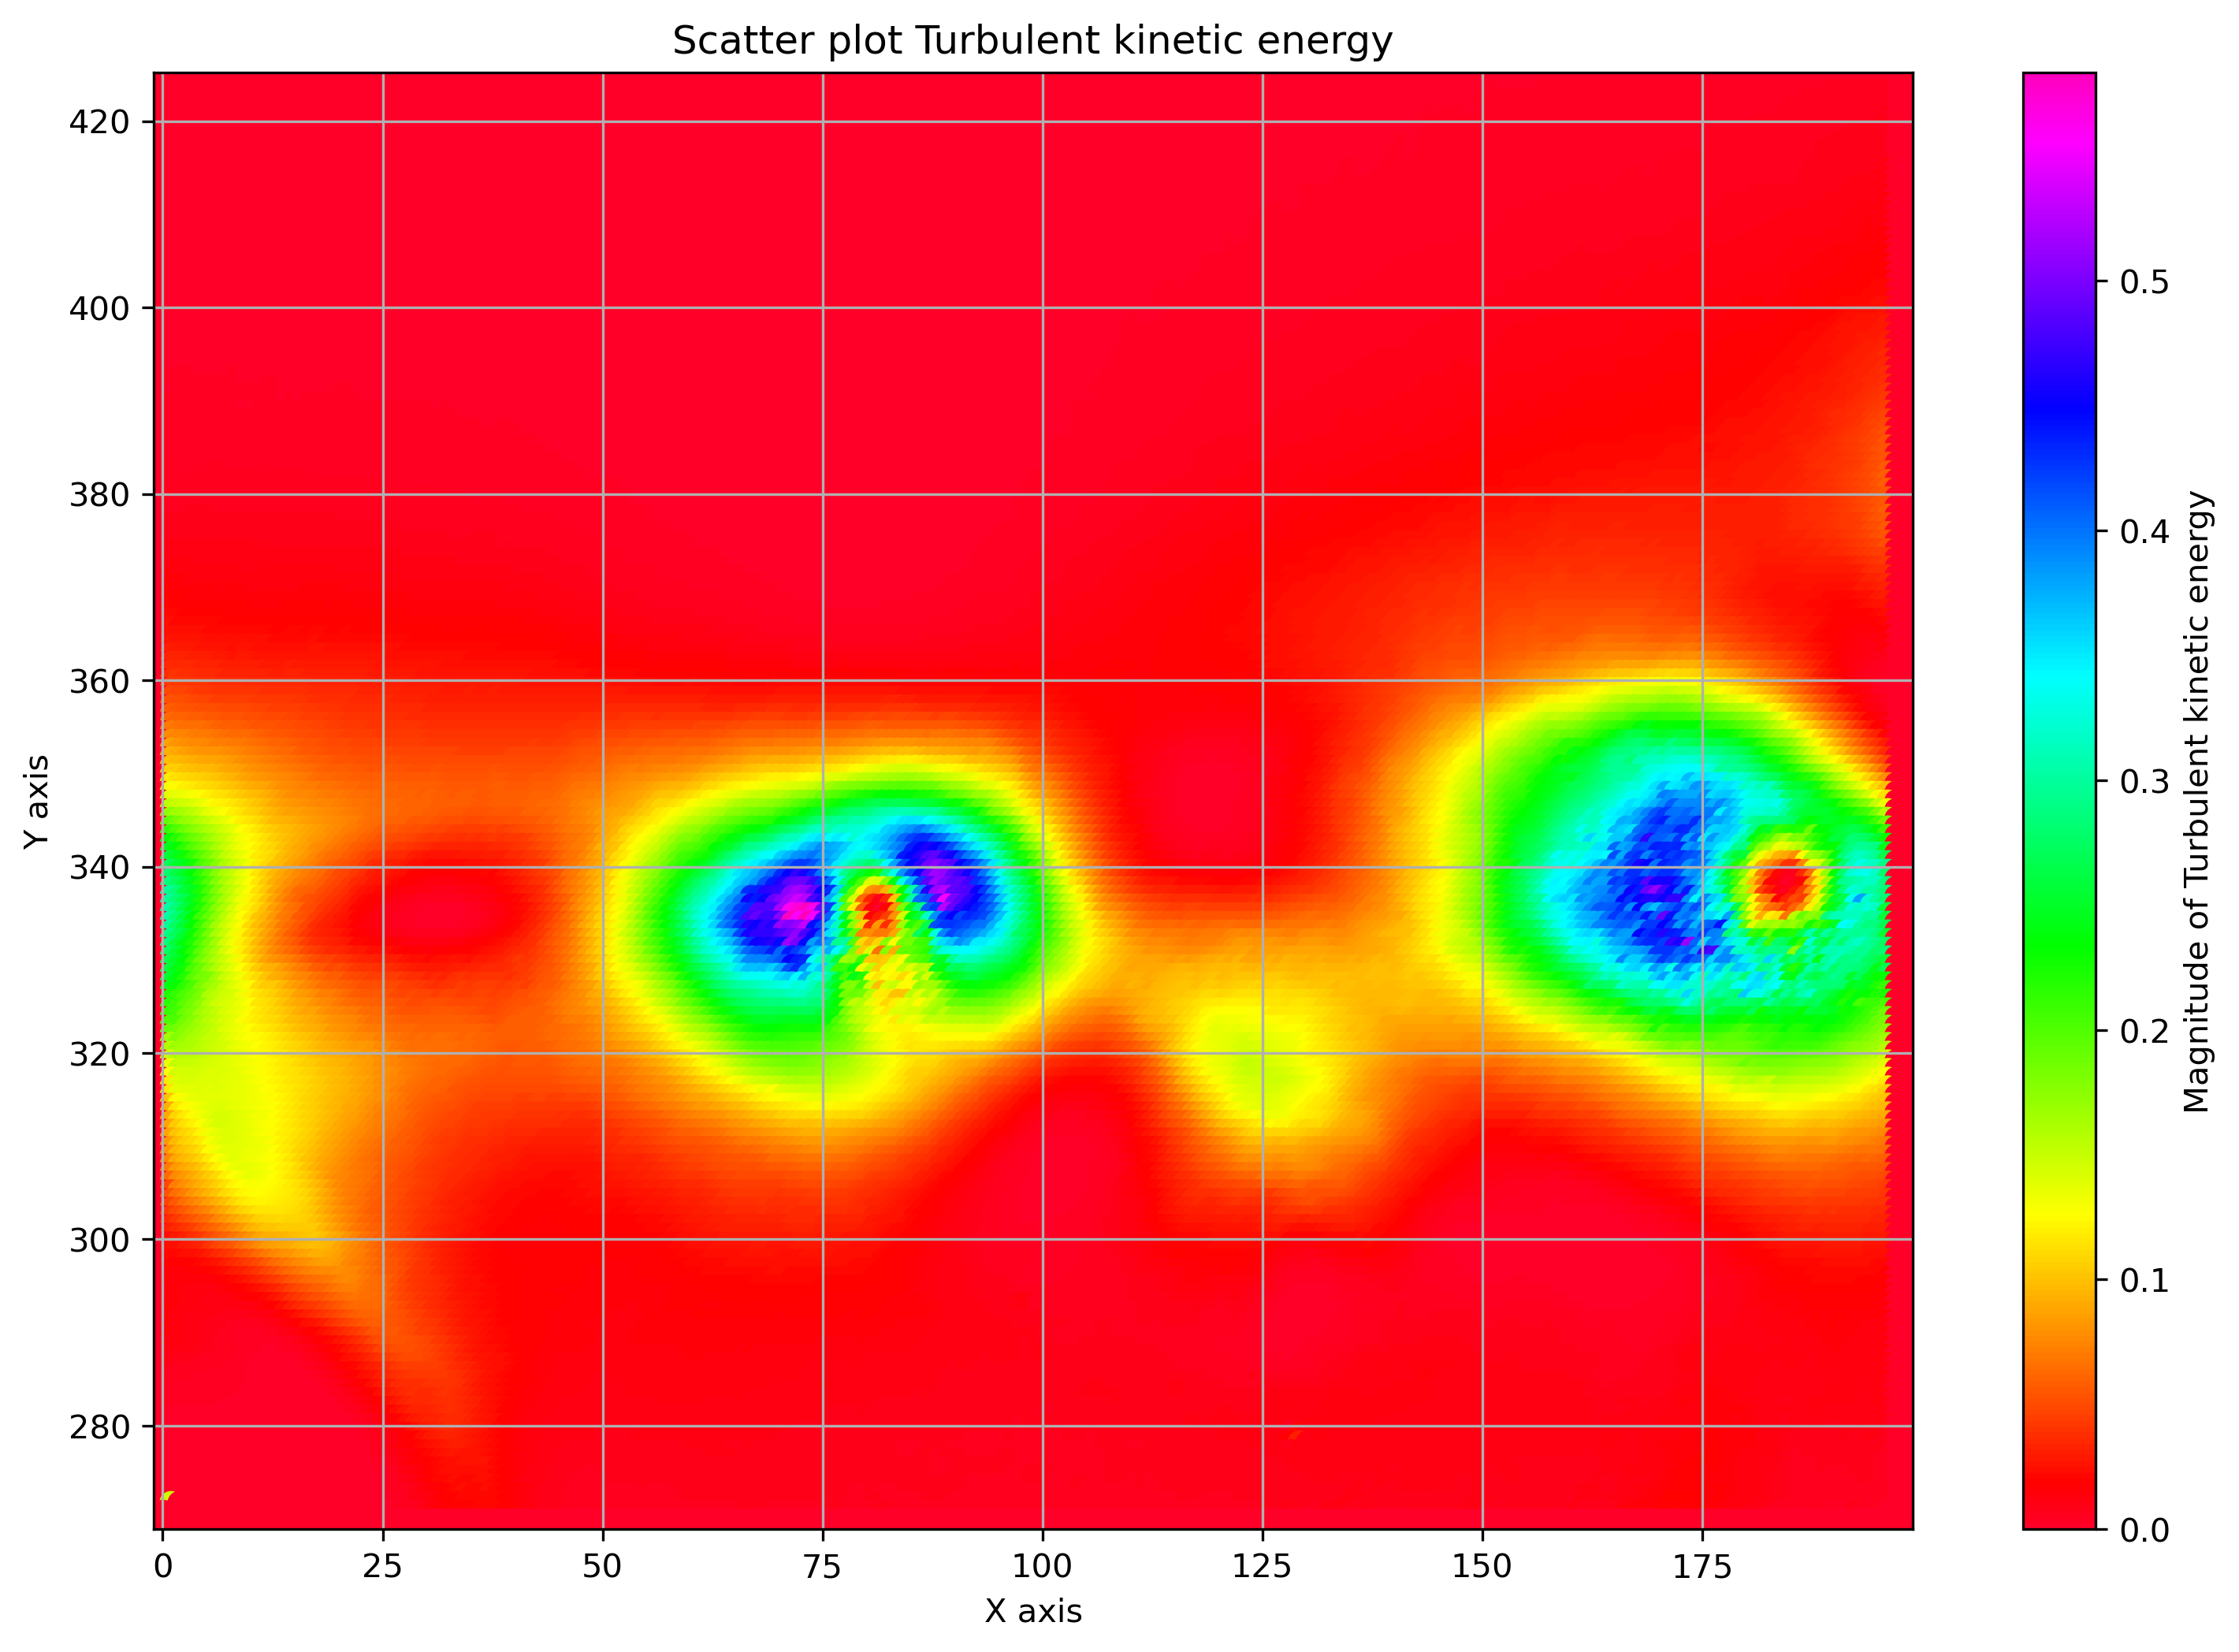 Scatter plot Turbulent kinetic energy
420
400
380
360
340
320
300
280
Y axis
0 25 50 75 100 125 150 175
X axis
0.5
0.4
0.3
0.2
0.1
0.0
Magnitude of Turbulent kinetic energy